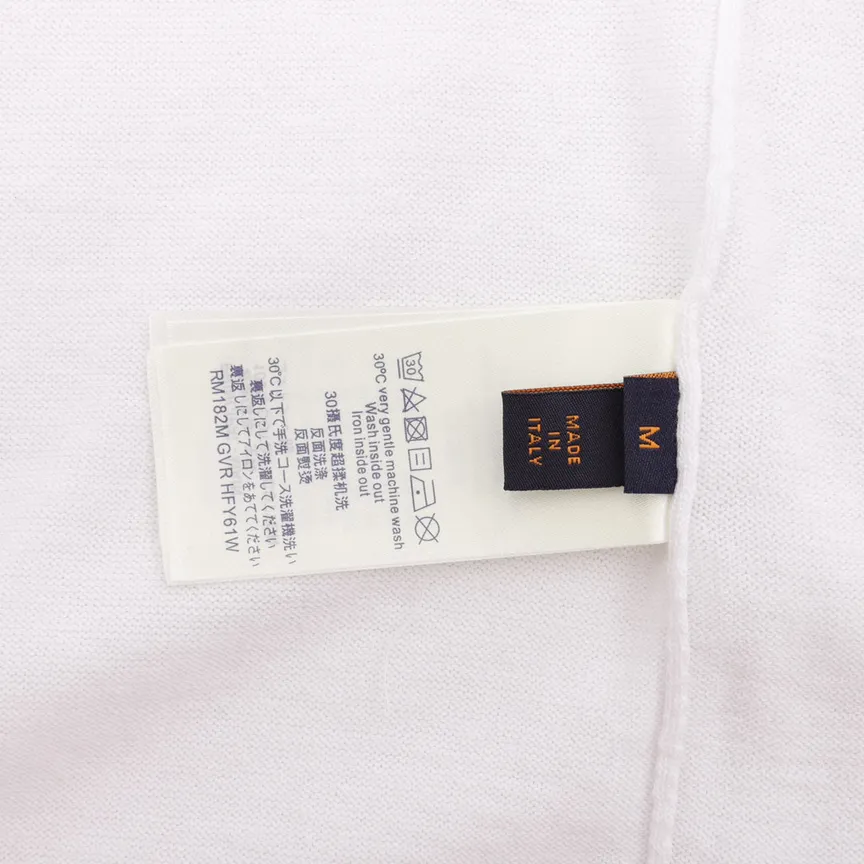 30
30ºC very gentle machine wash
Wash inside out
Iron inside out
30摄氏度超揉机洗
反面洗涤
反面熨烫
30℃以下で手洗コース洗濯機洗い
裏返しにして洗濯してください
裏返しにしてアイロンをあててください
RM182M GVR HFY61W
MADE
IN
ITALY
M